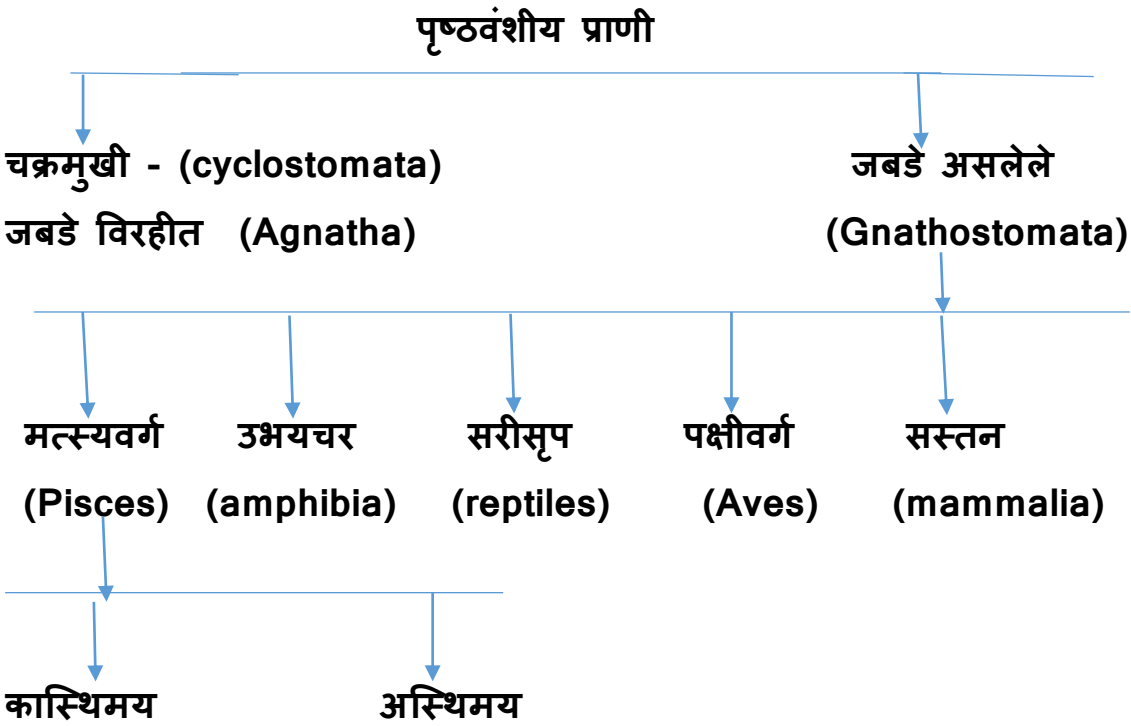 पृष्ठवंशीय प्राणी
चक्रमुखी - (cyclostomata) जबडे असलेले
जबडे विरहीत (Agnatha) (Gnathostomata)
मत्स्यवर्ग उभयचर सरीसृप पक्षीवर्ग सस्तन
(Pisces) (amphibia) (reptiles) (Aves) (mammalia)
कास्थिमय अस्थिमय